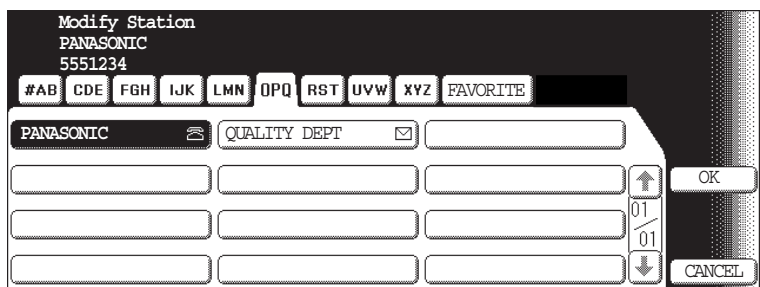 Modify Station
PANASONIC
5551234
#AB CDE FGH IJK LMN OPQ RST UVW XYZ FAVORITE
PANASONIC QUALITY DEPT
OK
01
01
CANCEL